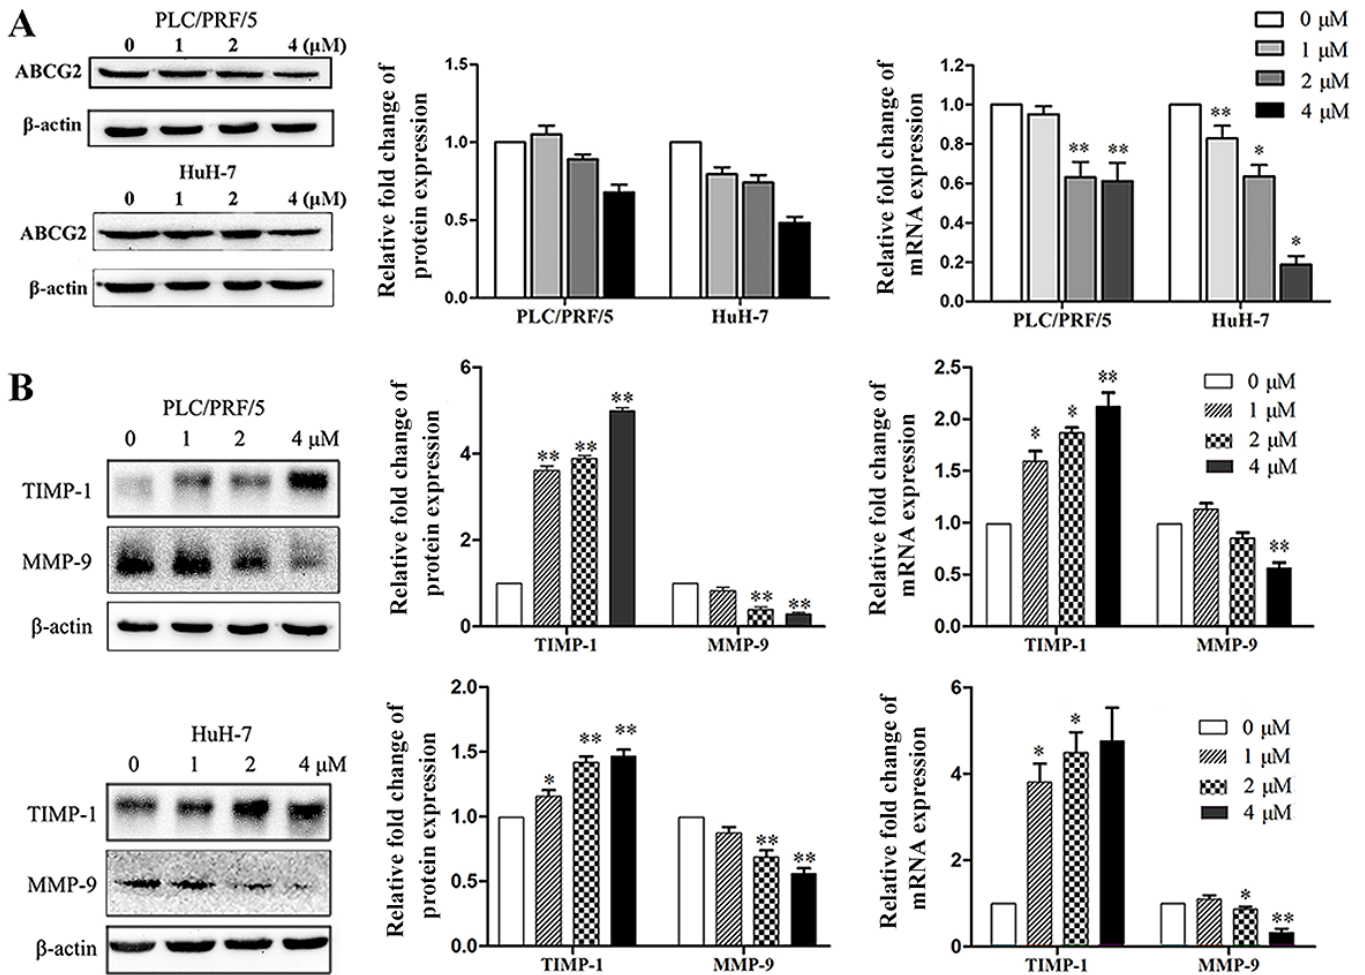 A
PLC/PRF/5
0 1 2 4 (μM)
ABCG2
β-actin
HuH-7
0 1 2 4 (μM)
ABCG2
β-actin
Relative fold change of
protein expression
1.5
1.0
0.5
0.0
PLC/PRF/5 HuH-7
Relative fold change of
mRNA expression
1.2
1.0
0.8
0.6
0.4
0.2
0.0
** ** ** * *
PLC/PRF/5 HuH-7
0 μM
1 μM
2 μM
4 μM
B
PLC/PRF/5
0 1 2 4 μM
TIMP-1
MMP-9
β-actin
Relative fold change of
protein expression
6
4
2
0
** ** ** ** **
TIMP-1 MMP-9
Relative fold change of
mRNA expression
2.5
2.0
1.5
1.0
0.5
0.0
* * ** **
TIMP-1 MMP-9
0 μM
1 μM
2 μM
4 μM
HuH-7
0 1 2 4 μM
TIMP-1
MMP-9
β-actin
Relative fold change of
protein expression
2.0
1.5
1.0
0.5
0.0
* ** ** ** **
TIMP-1 MMP-9
Relative fold change of
mRNA expression
6
4
2
0
* * * **
TIMP-1 MMP-9
0 μM
1 μM
2 μM
4 μM